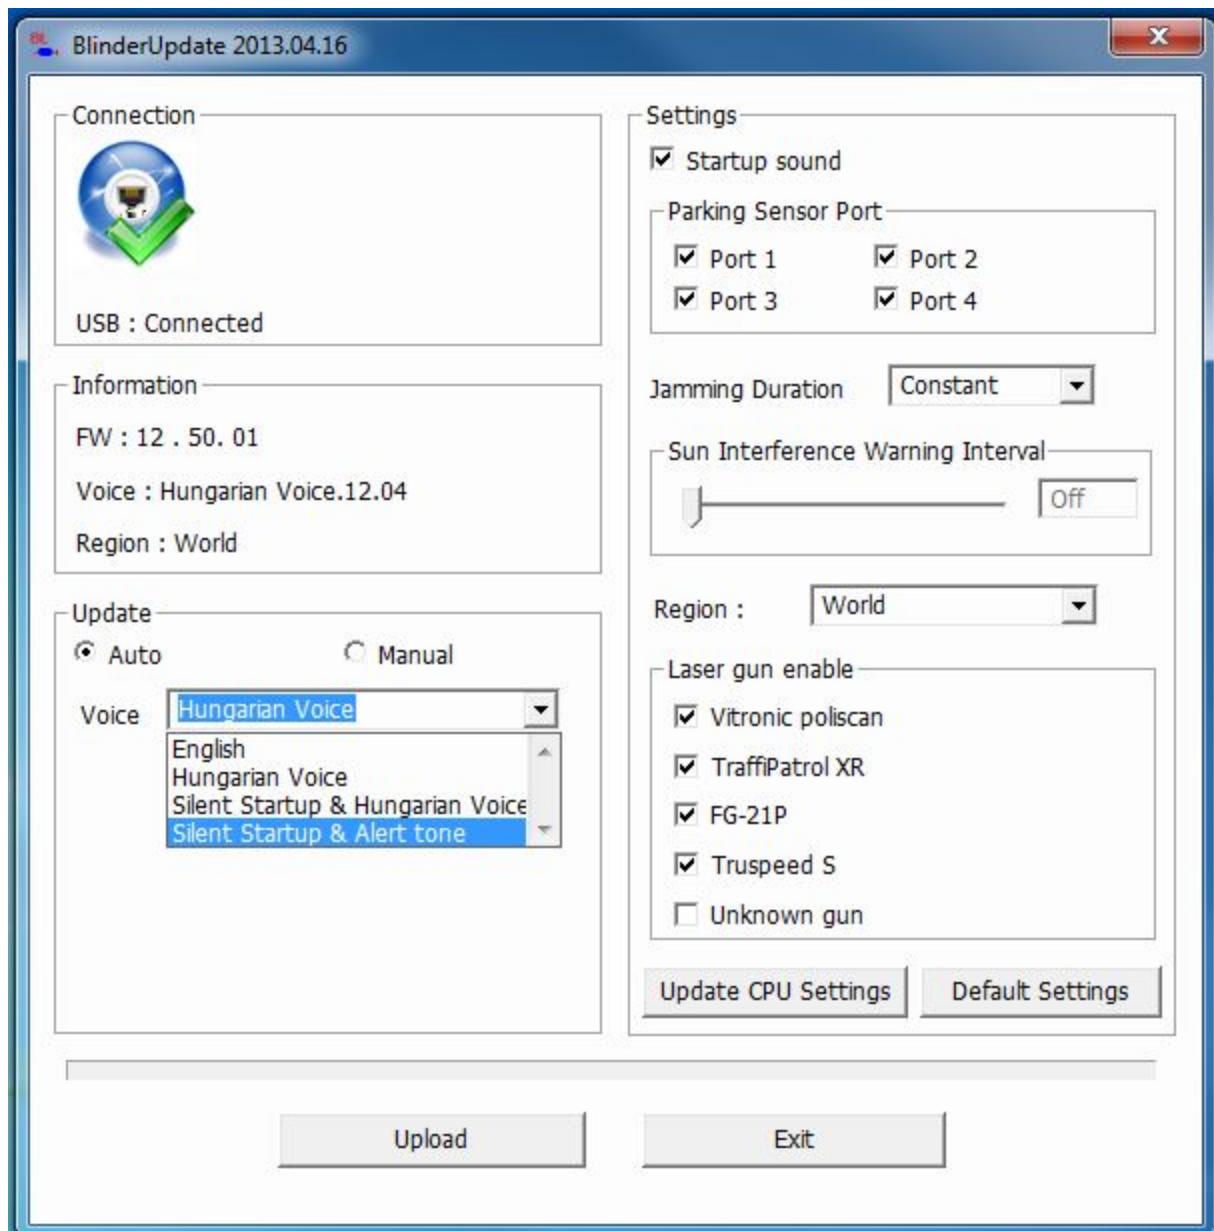 BlinderUpdate 2013.04.16
Connection
USB : Connected
Information
FW : 12 . 50. 01
Voice : Hungarian Voice.12.04
Region : World
Update
Auto Manual
Voice Hungarian Voice
English
Hungarian Voice
Silent Startup & Hungarian Voice
Silent Startup & Alert tone
Settings
Startup sound
Parking Sensor Port
Port 1 Port 2
Port 3 Port 4
Jamming Duration Constant
Sun Interference Warning Interval
Off
Region : World
Laser gun enable
Vitronic poliscan
TraffiPatrol XR
FG-21P
Truspeed S
Unknown gun
Update CPU Settings Default Settings
Upload Exit